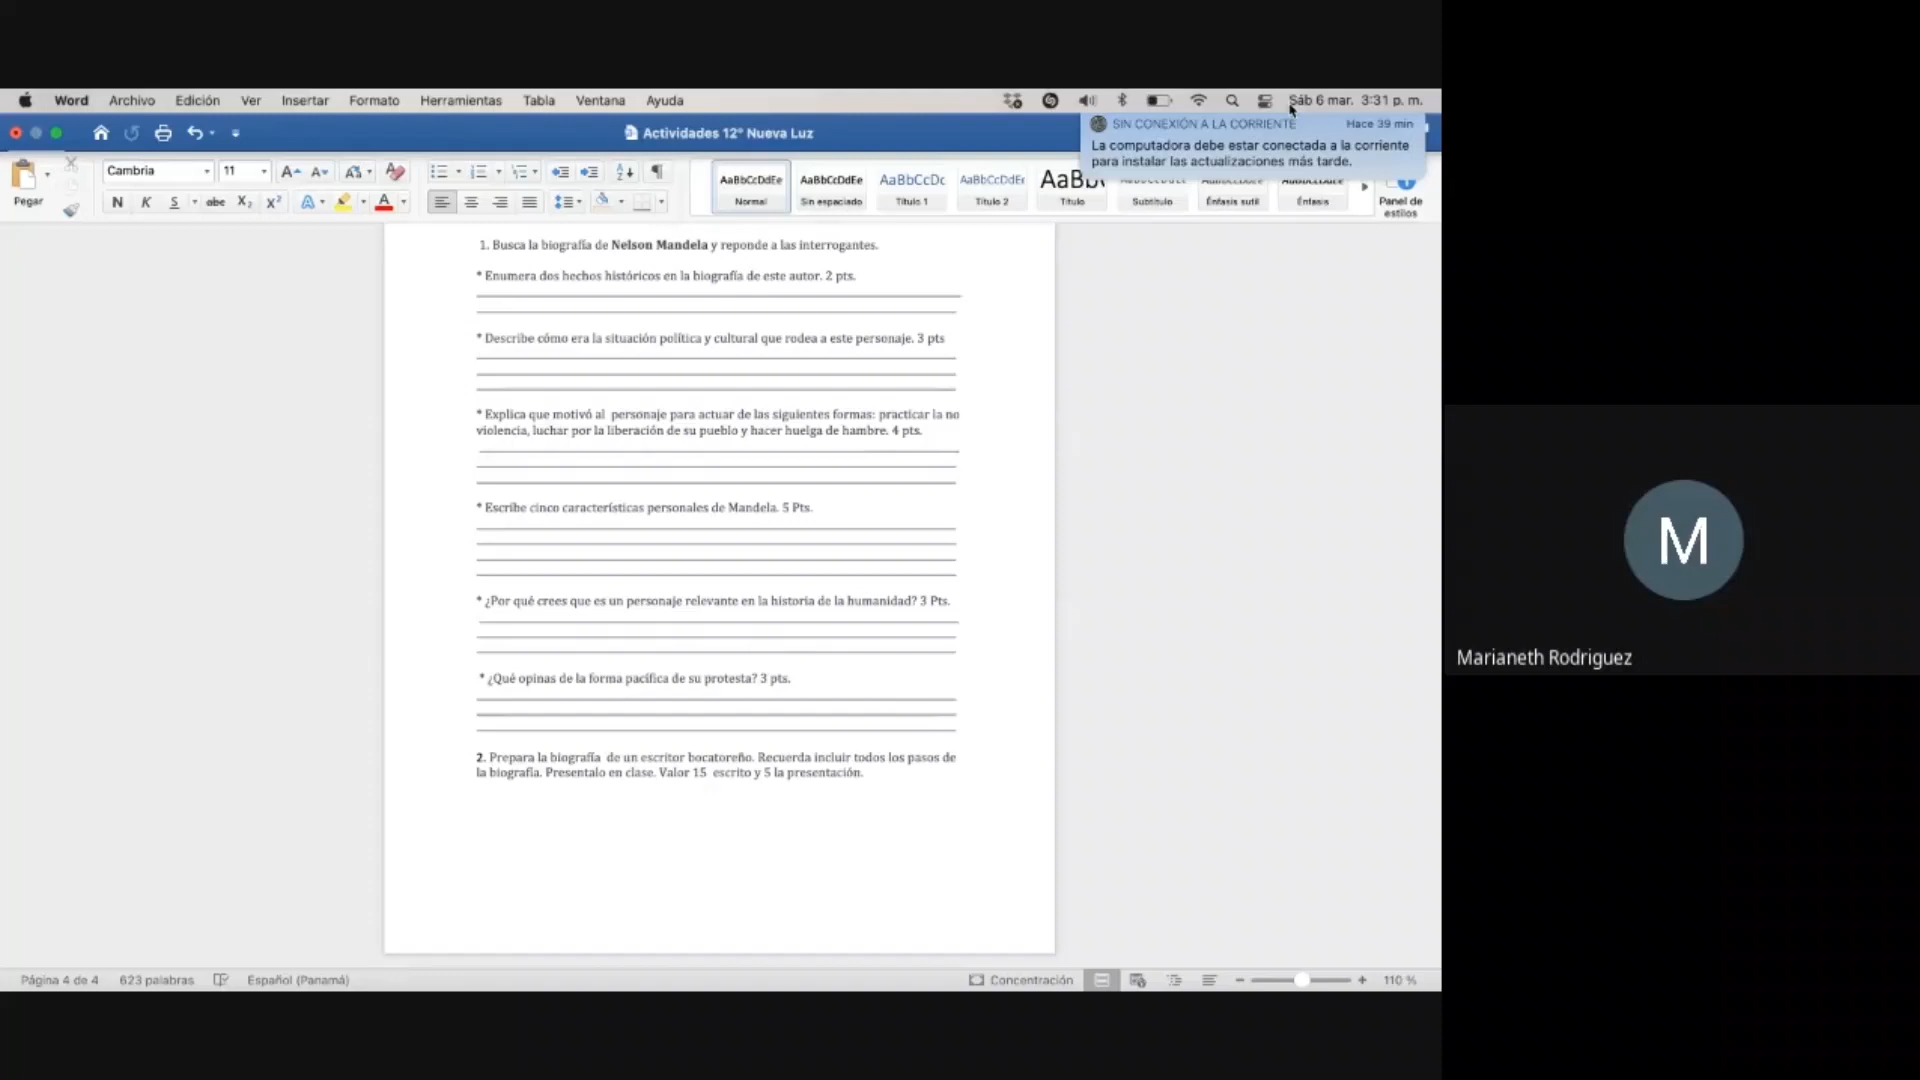 Word Archivo Edición Ver Insertar Formato Herramientas Tabla Ventana Ayuda Sáb 6 mar. 3:31 p. m.
Actividades 12° Nueva Luz
SIN CONEXIÓN A LA CORRIENTE Hace 39 min
La computadora debe estar conectada a la corriente
para instalar las actualizaciones más tarde.
Pegar
Cambria 11
N K S abc X₂ X²
AaBbCcDdEe AaBbCcDdEe AaBbCcDc AaBbCcDdEe AaBb
Normal Sin espaciado Título 1 Título 2 Título Subtítulo Énfasis sutil Énfasis
Panel de
estilos
1. Busca la biografía de Nelson Mandela y reponde a las interrogantes.
* Enumera dos hechos históricos en la biografía de este autor. 2 pts.
* Describe cómo era la situación política y cultural que rodea a este personaje. 3 pts
* Explica que motivó al personaje para actuar de las siguientes formas: practicar la no
violencia, luchar por la liberación de su pueblo y hacer huelga de hambre. 4 pts.
* Escribe cinco características personales de Mandela. 5 Pts.
* ¿Por qué crees que es un personaje relevante en la historia de la humanidad? 3 Pts.
* ¿Qué opinas de la forma pacífica de su protesta? 3 pts.
2. Prepara la biografía de un escritor bocatoreño. Recuerda incluir todos los pasos de
la biografía. Presentalo en clase. Valor 15 escrito y 5 la presentación.
Página 4 de 4 623 palabras Español (Panamá) Concentración 110 %
M
Marianeth Rodriguez